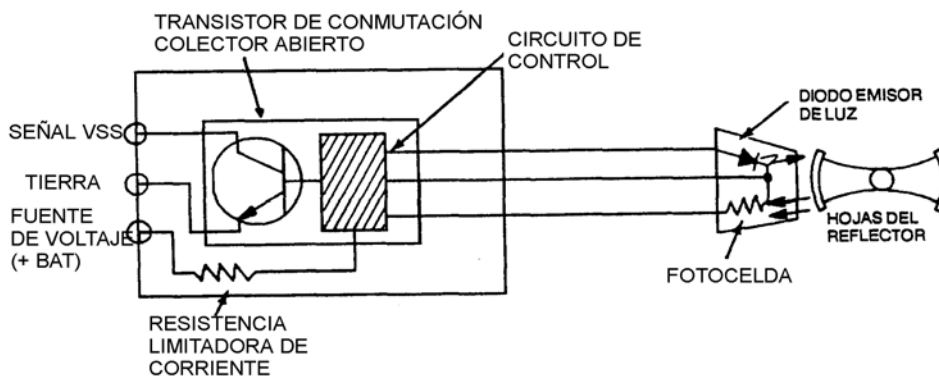 TRANSISTOR DE CONMUTACIÓN
COLECTOR ABIERTO
CIRCUITO DE
CONTROL
DIODO EMISOR
DE LUZ
SEÑAL VSS
TIERRA
FUENTE
DE VOLTAJE
(+ BAT)
HOJAS DEL
REFLECTOR
FOTOCELDA
RESISTENCIA
LIMITADORA DE
CORRIENTE